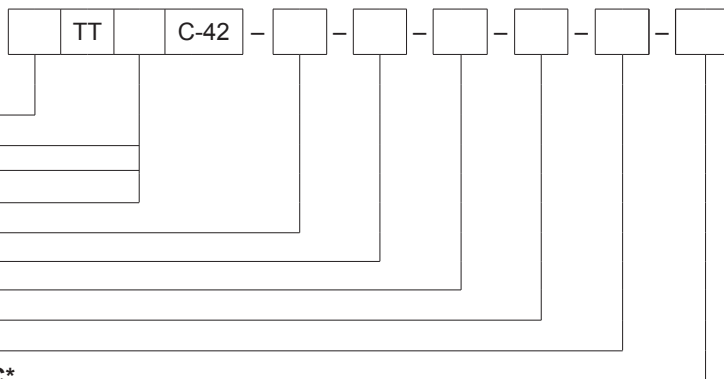 TT C-42 – – – – – –